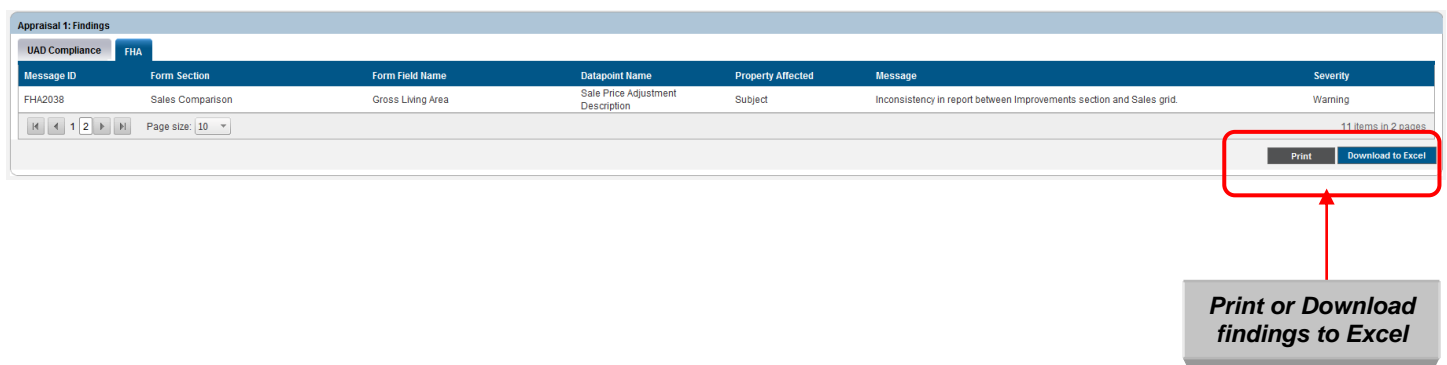 Appraisal 1: Findings
UAD Compliance FHA
Message ID Form Section Form Field Name Datapoint Name Property Affected Message Severity
FHA2038 Sales Comparison Gross Living Area Sale Price Adjustment Description Subject Inconsistency in report between Improvements section and Sales grid. Warning
1 2 Page size: 10 11 items in 2 pages
Print Download to Excel
Print or Download
findings to Excel